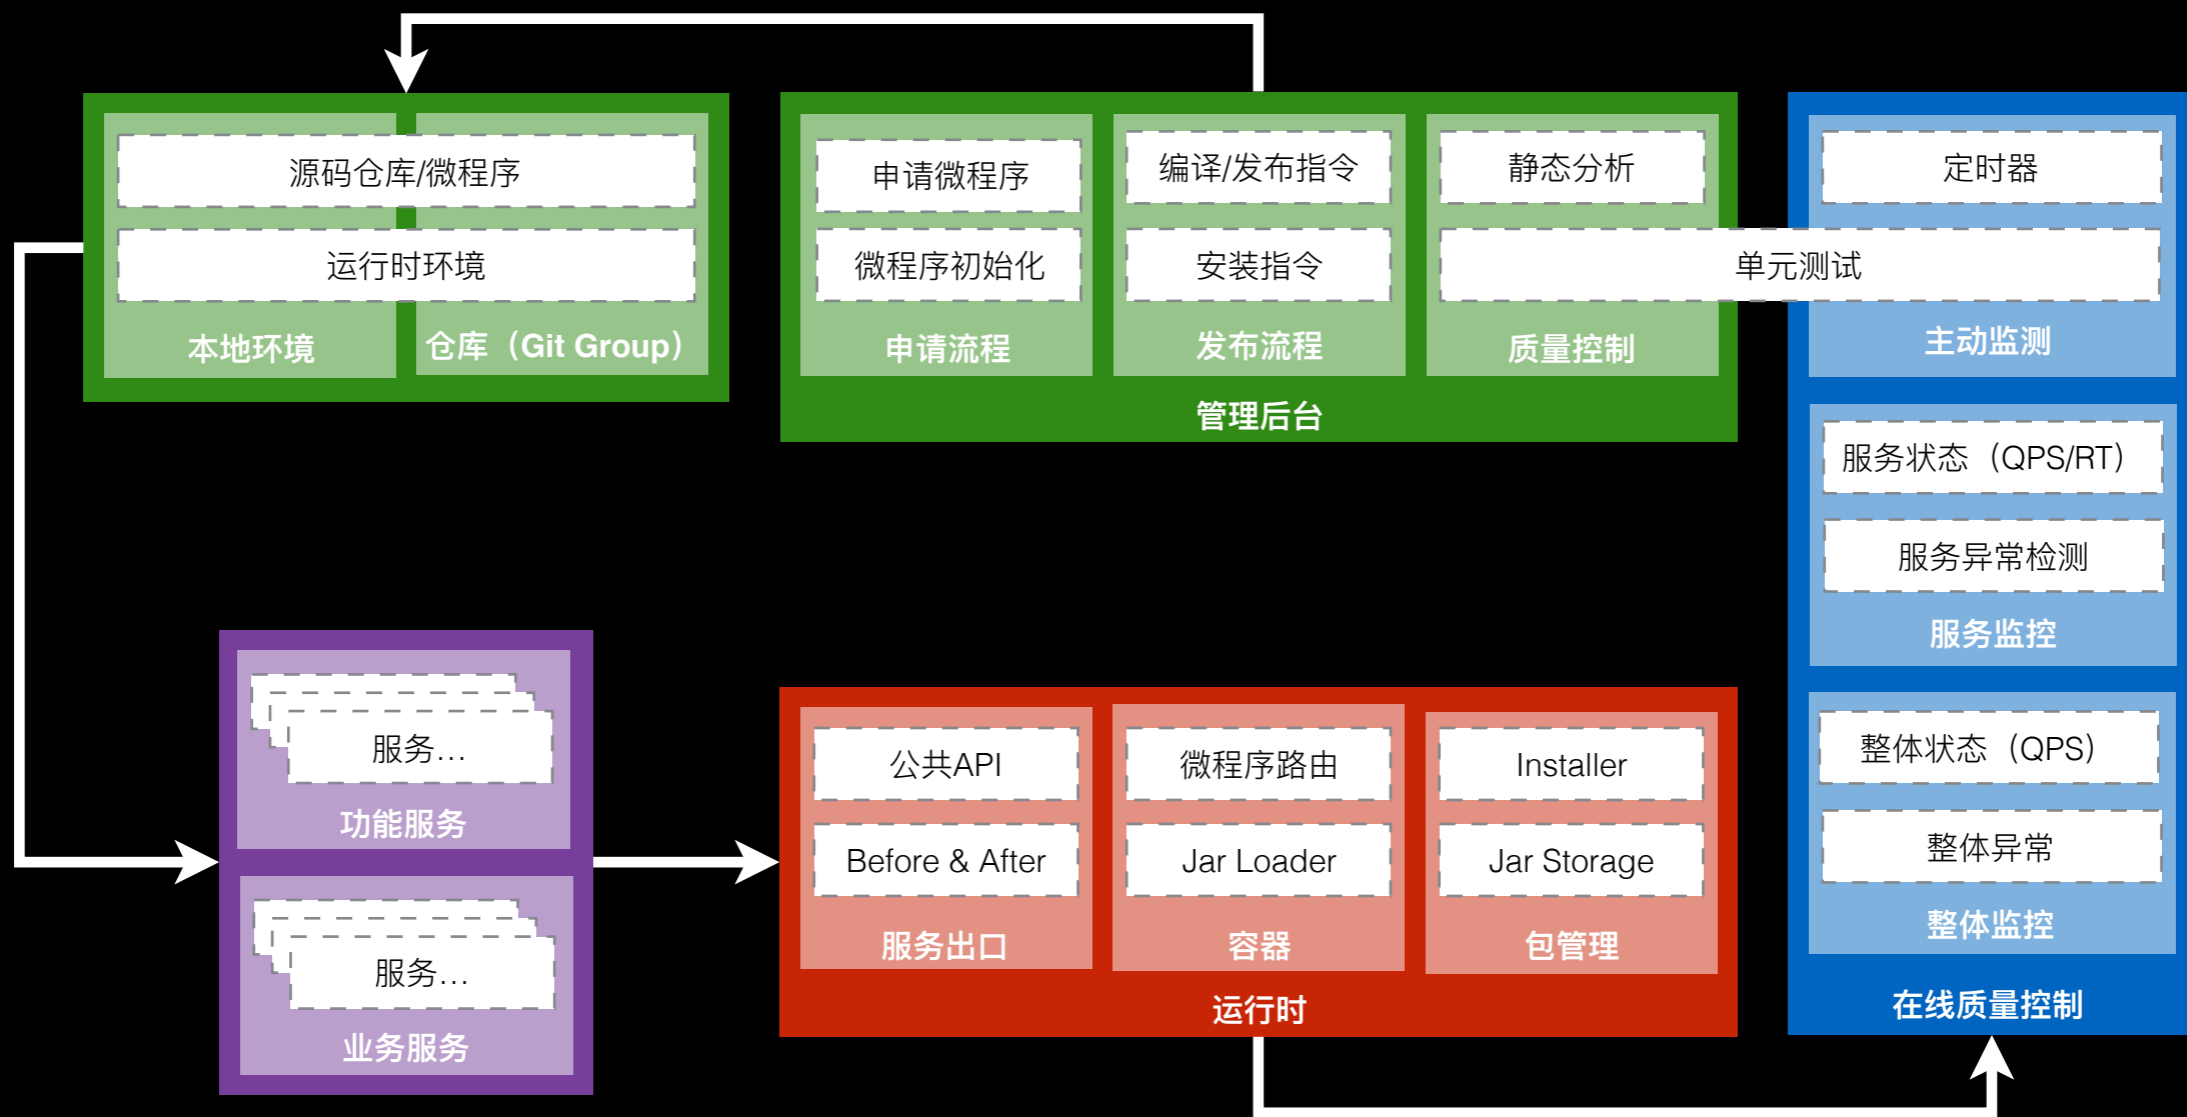 源码仓库/微程序
运行时环境
本地环境
仓库（Git Group）
申请微程序
微程序初始化
申请流程
编译/发布指令
安装指令
发布流程
静态分析
单元测试
质量控制
管理后台
定时器
主动监测
服务状态（QPS/RT）
服务异常检测
服务监控
整体状态（QPS）
整体异常
整体监控
在线质量控制
服务...
功能服务
服务...
业务服务
公共API
Before & After
服务出口
微程序路由
Jar Loader
容器
Installer
Jar Storage
包管理
运行时